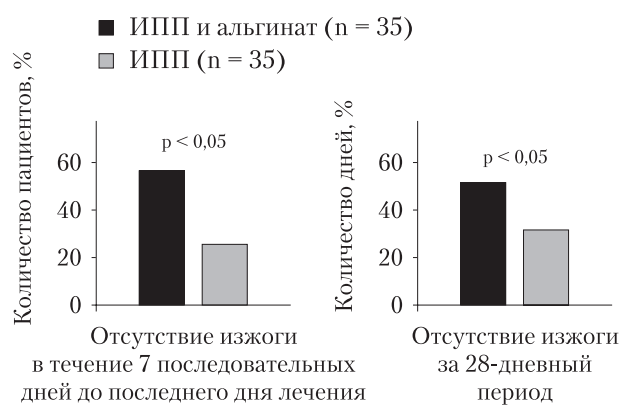 ИПП и альгинат (n = 35)
ИПП (n = 35)
Количество пациентов, %
60
40
20
0
p < 0,05
Отсутствие изжоги
в течение 7 последовательных
дней до последнего дня лечения
Количество дней, %
60
40
20
0
p < 0,05
Отсутствие изжоги
за 28-дневный
период